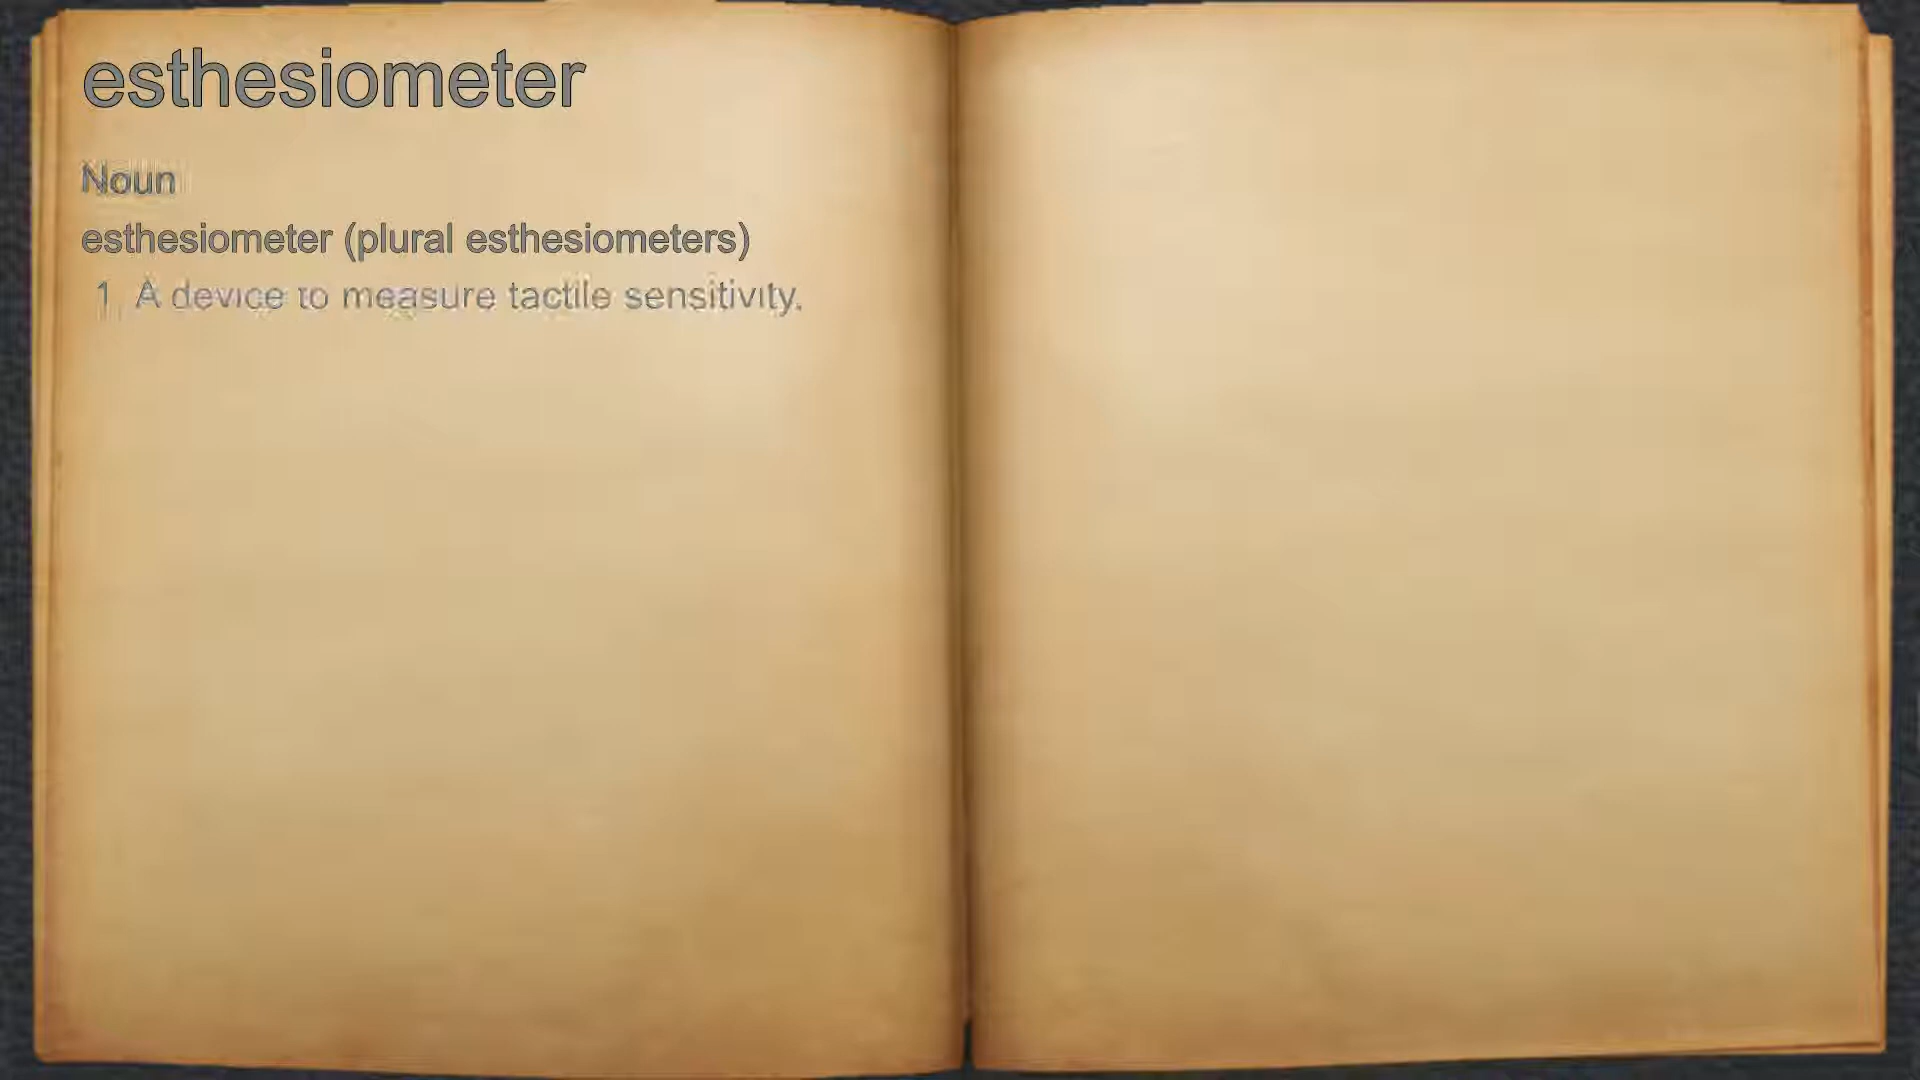 esthesiometer
Noun
esthesiometer (plural esthesiometers)
1. A device to measure tactile sensitivity.